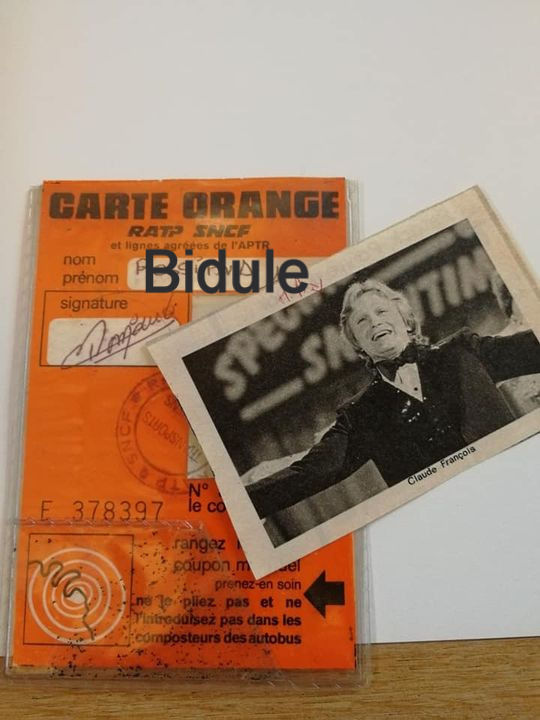 CARTE ORANGE
RATP SNCF
et lignes agréées de l'APTR
nom
prénom
Bidule
signature
SNCF
E 378397
N°
le co
rangez
coupon
prenez-en soin
ne le pliez pas et ne
l'introduisez pas dans les
composteurs des autobus
Claude François